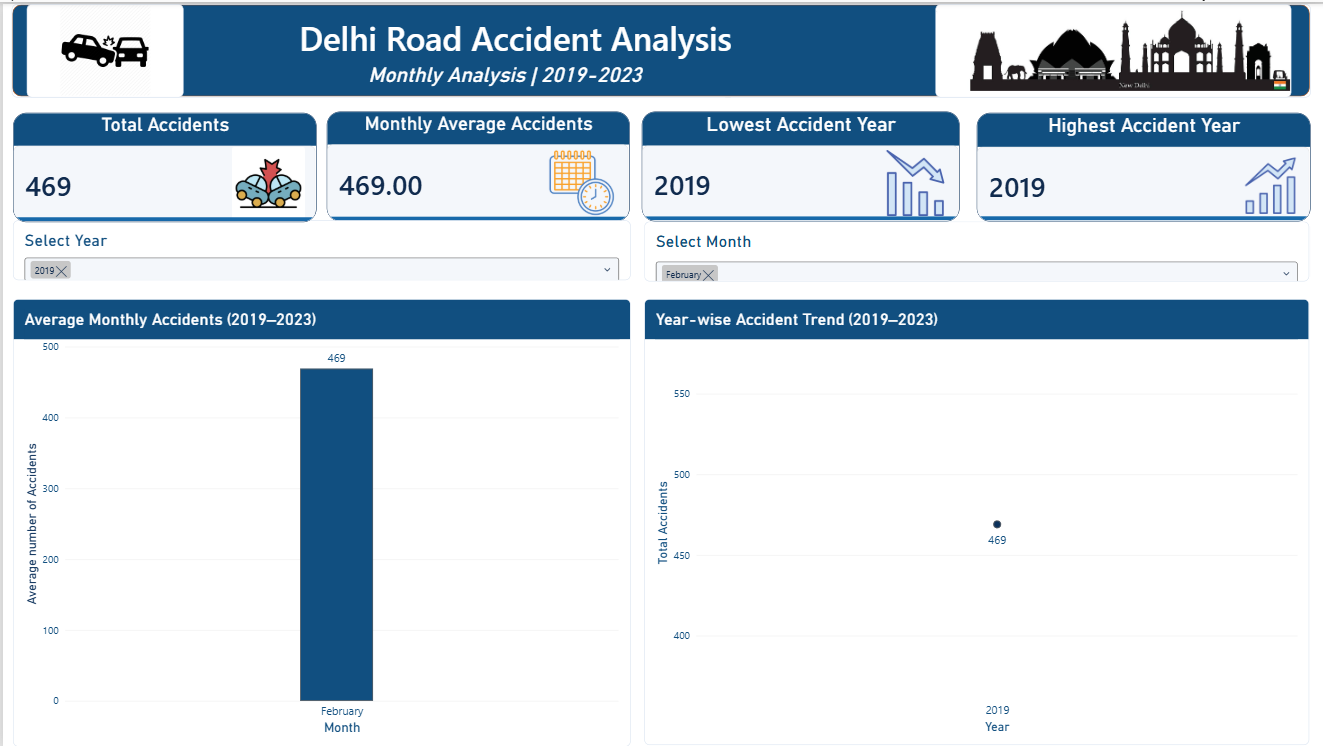 Delhi Road Accident Analysis
Monthly Analysis | 2019-2023
New Delhi
Total Accidents
469
Monthly Average Accidents
469.00
Lowest Accident Year
2019
Highest Accident Year
2019
Select Year
2019
Select Month
February
Average Monthly Accidents (2019–2023)
500
469
400
300
200
100
0
Average number of Accidents
February
Month
Year-wise Accident Trend (2019–2023)
550
500
450
400
Total Accidents
469
2019
Year